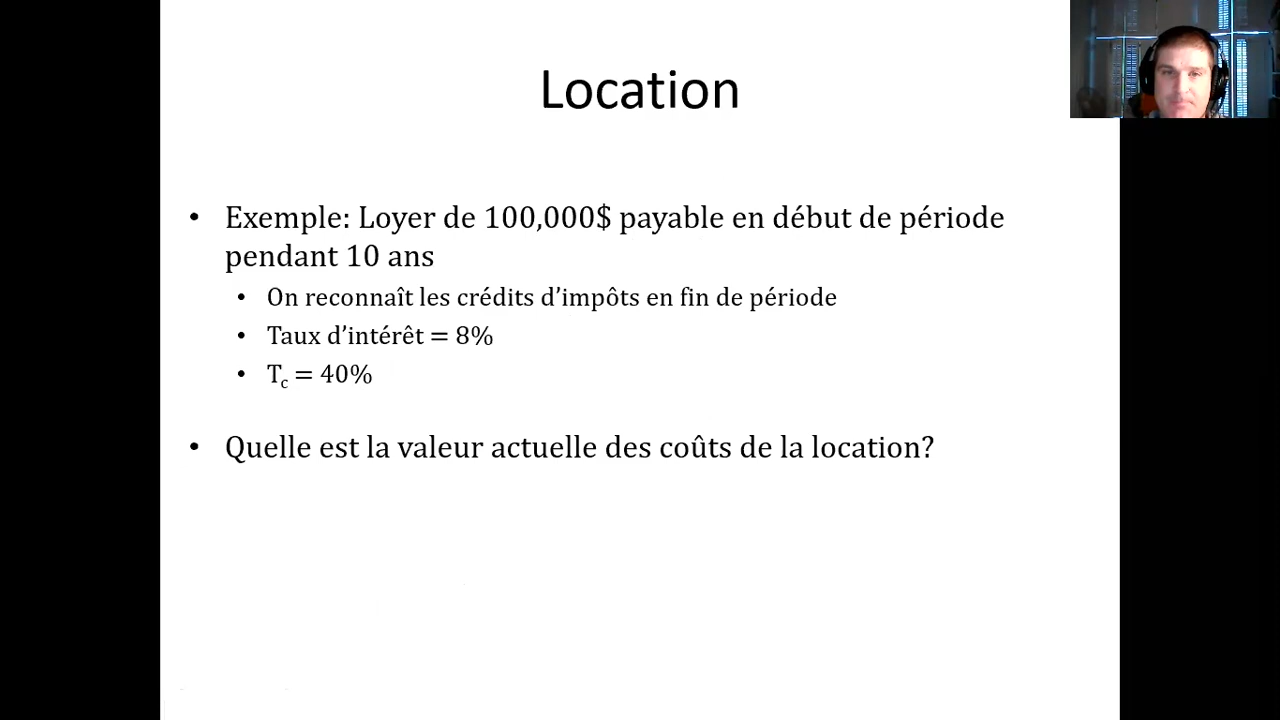 Location
• Exemple: Loyer de 100,000$ payable en début de période
pendant 10 ans
• On reconnaît les crédits d’impôts en fin de période
• Taux d’intérêt = 8%
• Tc = 40%
• Quelle est la valeur actuelle des coûts de la location?